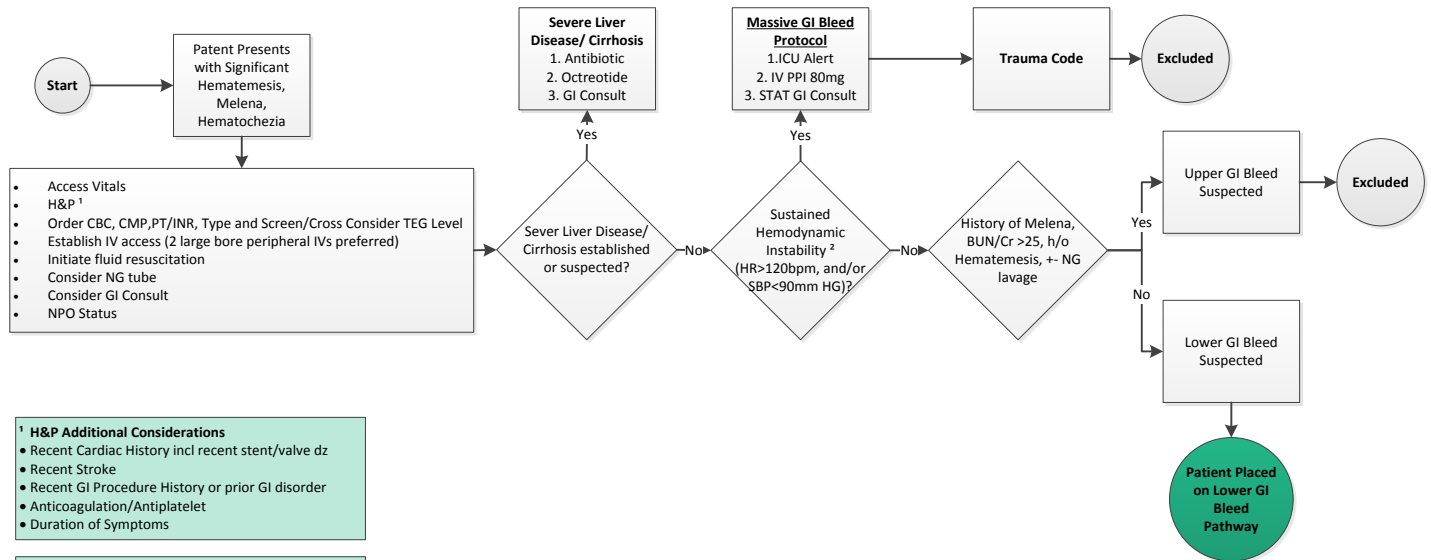 Start
Patent Presents
with Significant
Hematemesis,
Melena,
Hematochezia
• Access Vitals
• H&P ¹
• Order CBC, CMP,PT/INR, Type and Screen/Cross Consider TEG Level
• Establish IV access (2 large bore peripheral IVs preferred)
• Initiate fluid resuscitation
• Consider NG tube
• Consider GI Consult
• NPO Status
Severe Liver
Disease/ Cirrhosis
1. Antibiotic
2. Octreotide
3. GI Consult
Yes
Sever Liver Disease/
Cirrhosis established
or suspected?
No
Massive GI Bleed
Protocol
1.ICU Alert
2. IV PPI 80mg
3. STAT GI Consult
Yes
Sustained
Hemodynamic
Instability ²
(HR>120bpm, and/or
SBP<90mm HG)?
No
Trauma Code
Excluded
History of Melena,
BUN/Cr >25, h/o
Hematemesis, +- NG
lavage
Yes
Upper GI Bleed
Suspected
Excluded
No
Lower GI Bleed
Suspected
Patient Placed
on Lower GI
Bleed
Pathway
¹ H&P Additional Considerations
• Recent Cardiac History incl recent stent/valve dz
• Recent Stroke
• Recent GI Procedure History or prior GI disorder
• Anticoagulation/Antiplatelet
• Duration of Symptoms